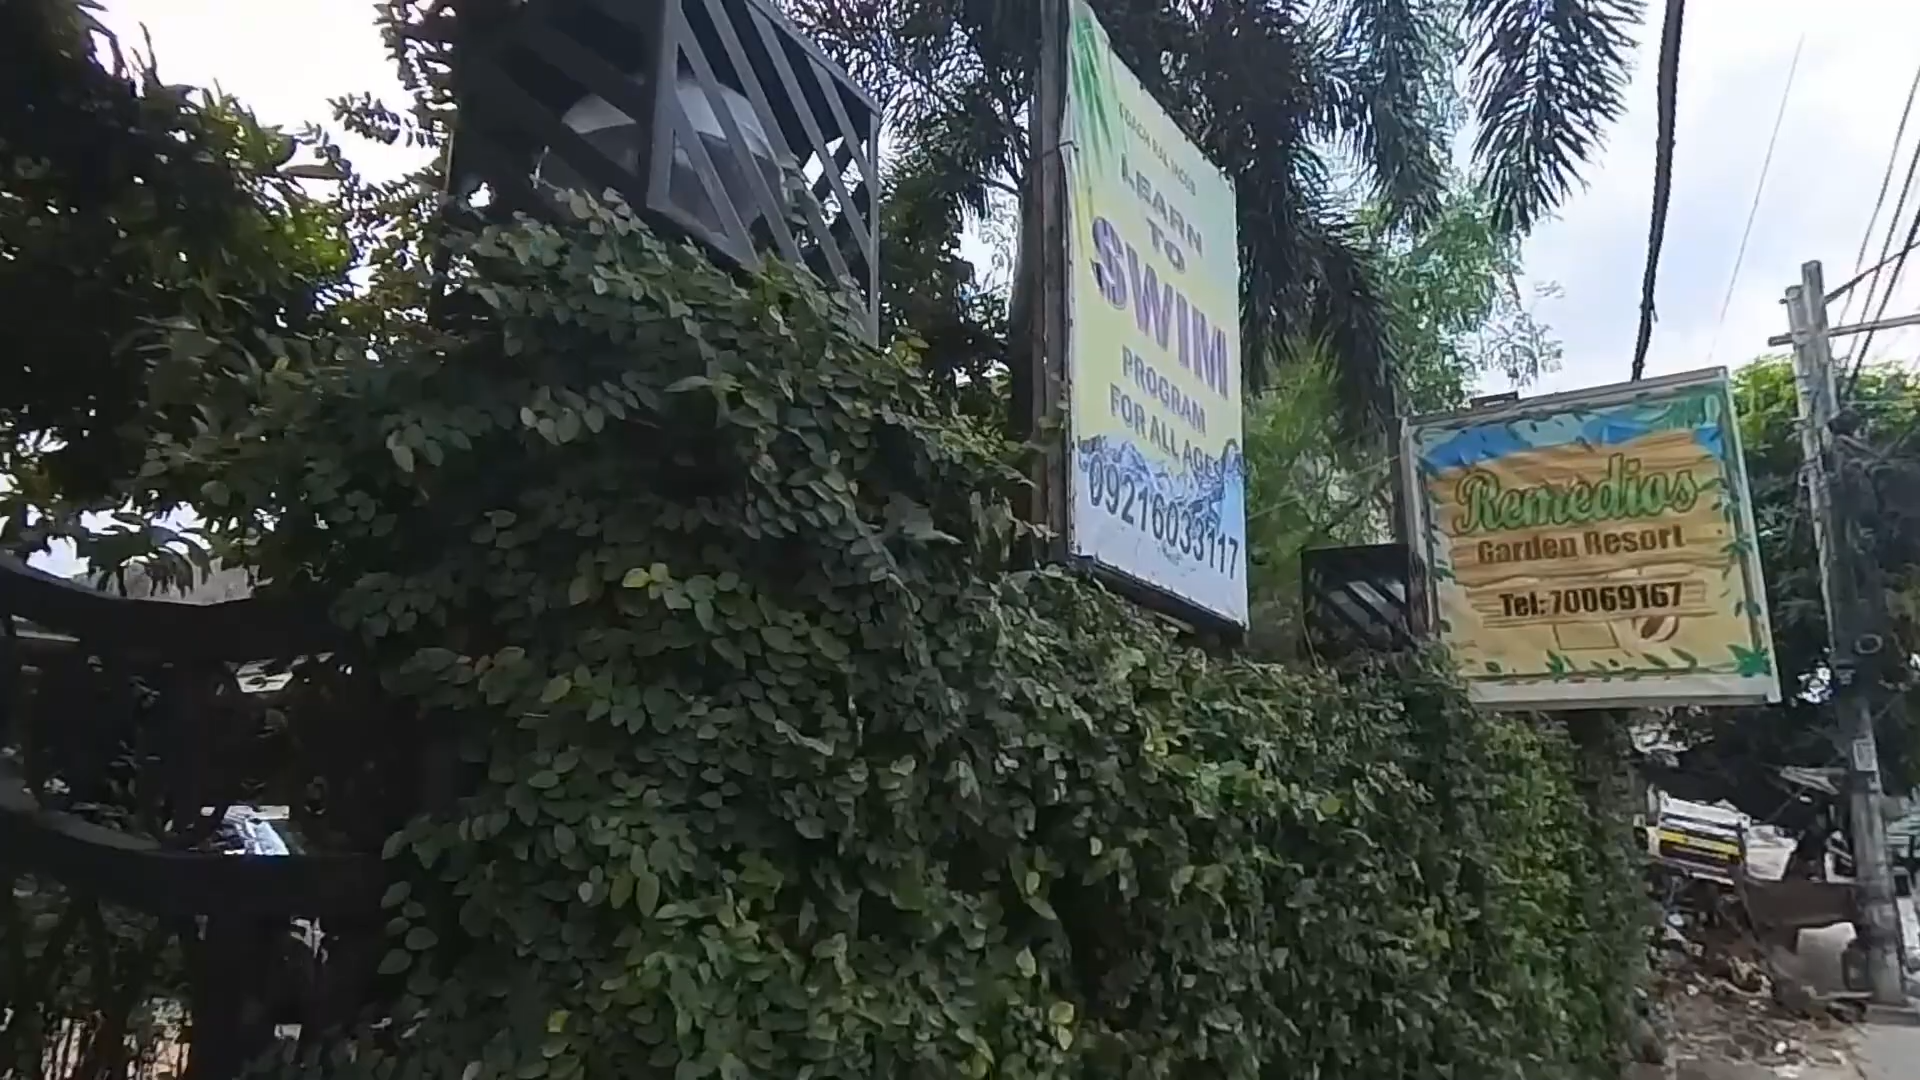 LEARN
TO
SWIM
PROGRAM
FOR ALL AGES
09216033117
Remedios
Garden Resort
Tel: 70069167